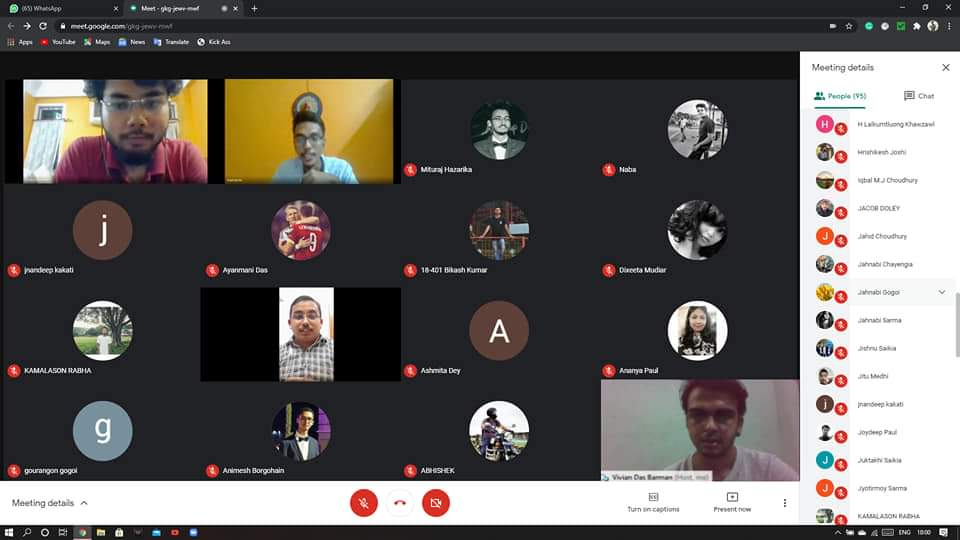 (65) WhatsApp
Meet - gkg-jewv-mwf
meet.google.com/gkg-jewv-mwf
Apps
YouTube
Maps
News
Translate
Kick Ass
Meeting details
People (95)
Chat
Mituraj Hazarika
Naba
jnandeep kakati
Ayanmani Das
18-401 Bikash Kumar
Dixeeta Mudiar
KAMALASON RABHA
Ashmita Dey
Ananya Paul
gourangon gogoi
Animesh Borgohain
ABHISHEK
Vivian Das Barman (Host, me)
j
A
g
H
H Lalkumtluong Khawzawl
Hrishikesh Joshi
Iqbal M.J Choudhury
JACOB DOLEY
J
Jahid Choudhury
Jahnabi Chayengia
Jahnabi Gogoi
Jahnabi Sarma
Jishnu Saikia
Jitu Medhi
j
jnandeep kakati
Joydeep Paul
J
Juktakhi Saikia
J
Jyotirmoy Sarma
KAMALASON RABHA
Meeting details
Turn on captions
Present now
ENG
18:00